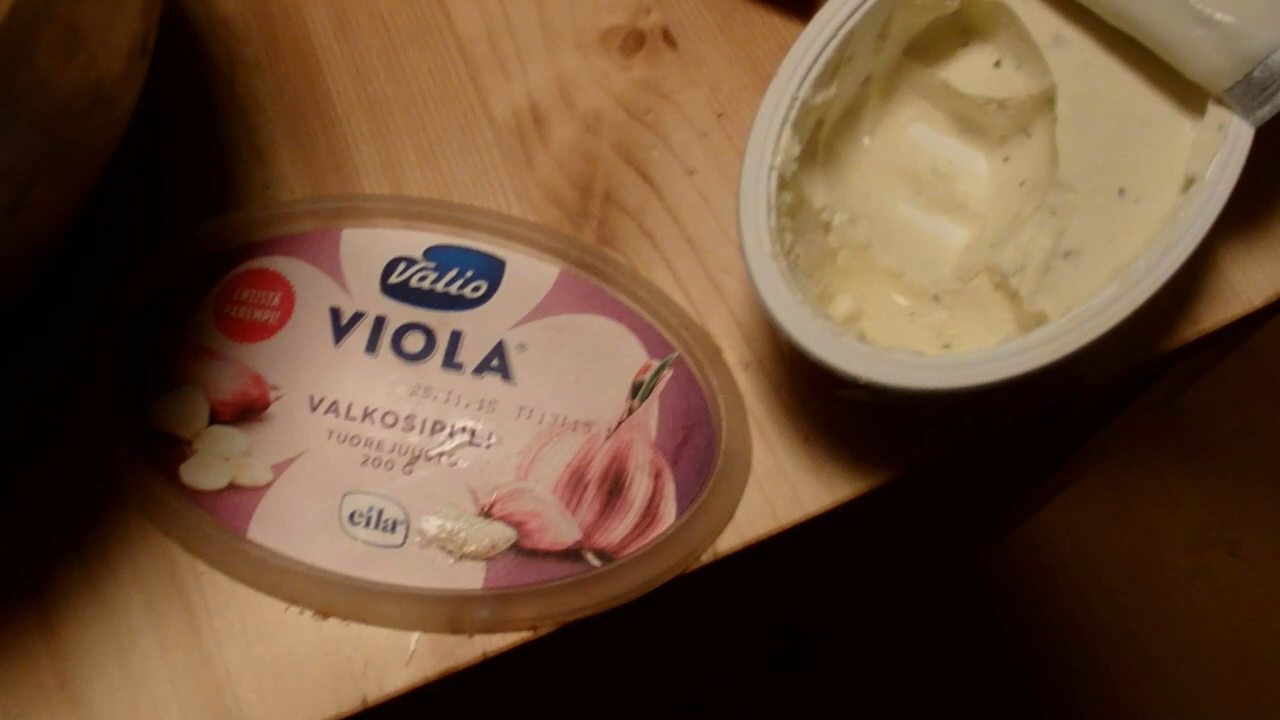 Valio
ENTISTÄ
PAREMPI!
VIOLA®
25.11.15
VALKOSIPULI
TUOREJUUSTO
200 G
eila®